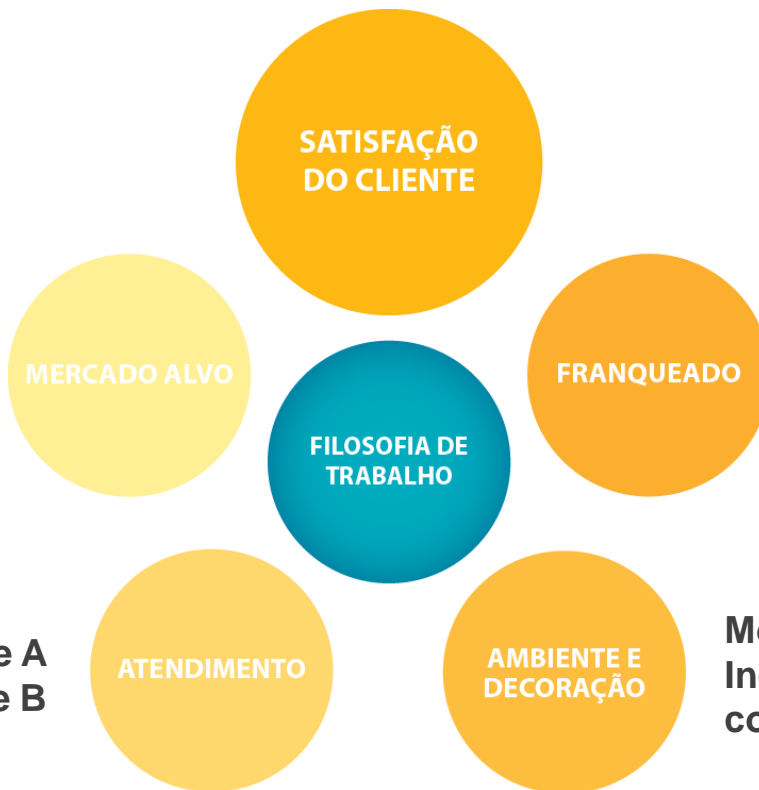 SATISFAÇÃO
DO CLIENTE
MERCADO ALVO
FRANQUEADO
FILOSOFIA DE
TRABALHO
e A
e B
ATENDIMENTO
AMBIENTE E
DECORAÇÃO